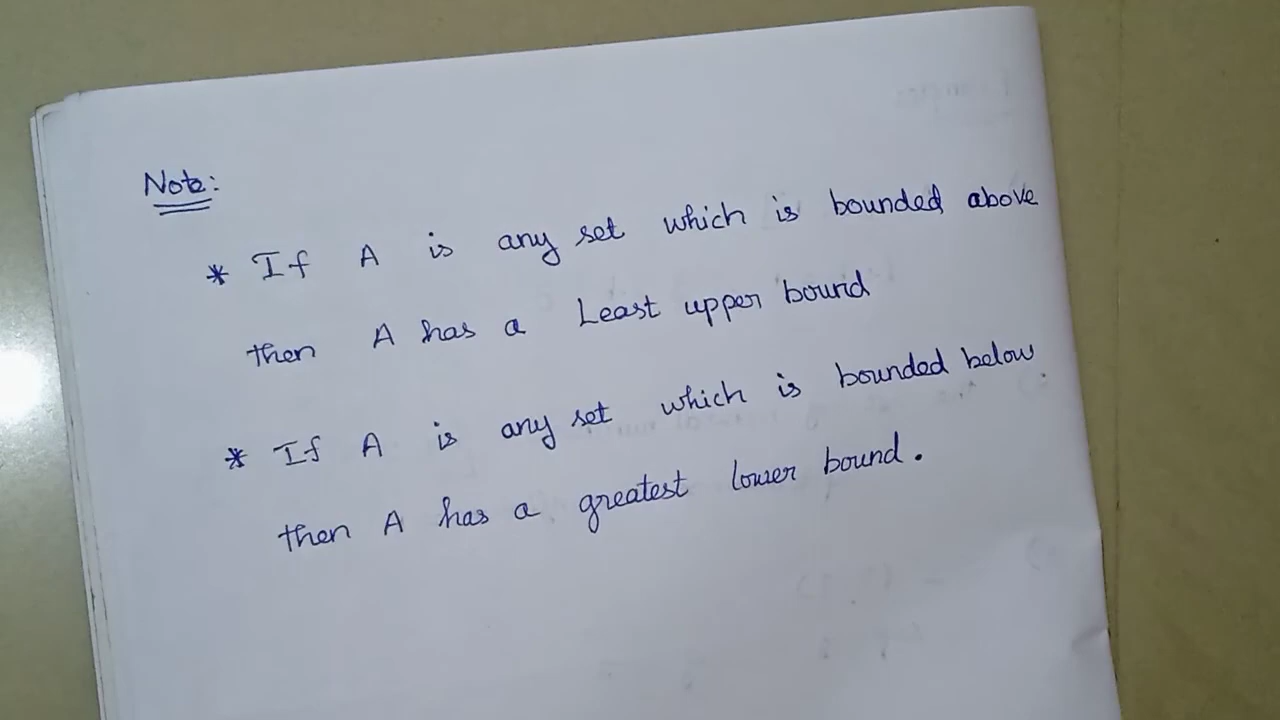 Note:
* If A is any set which is bounded above
then A has a Least upper bound
* If A is any set which is bounded below.
then A has a greatest lower bound.